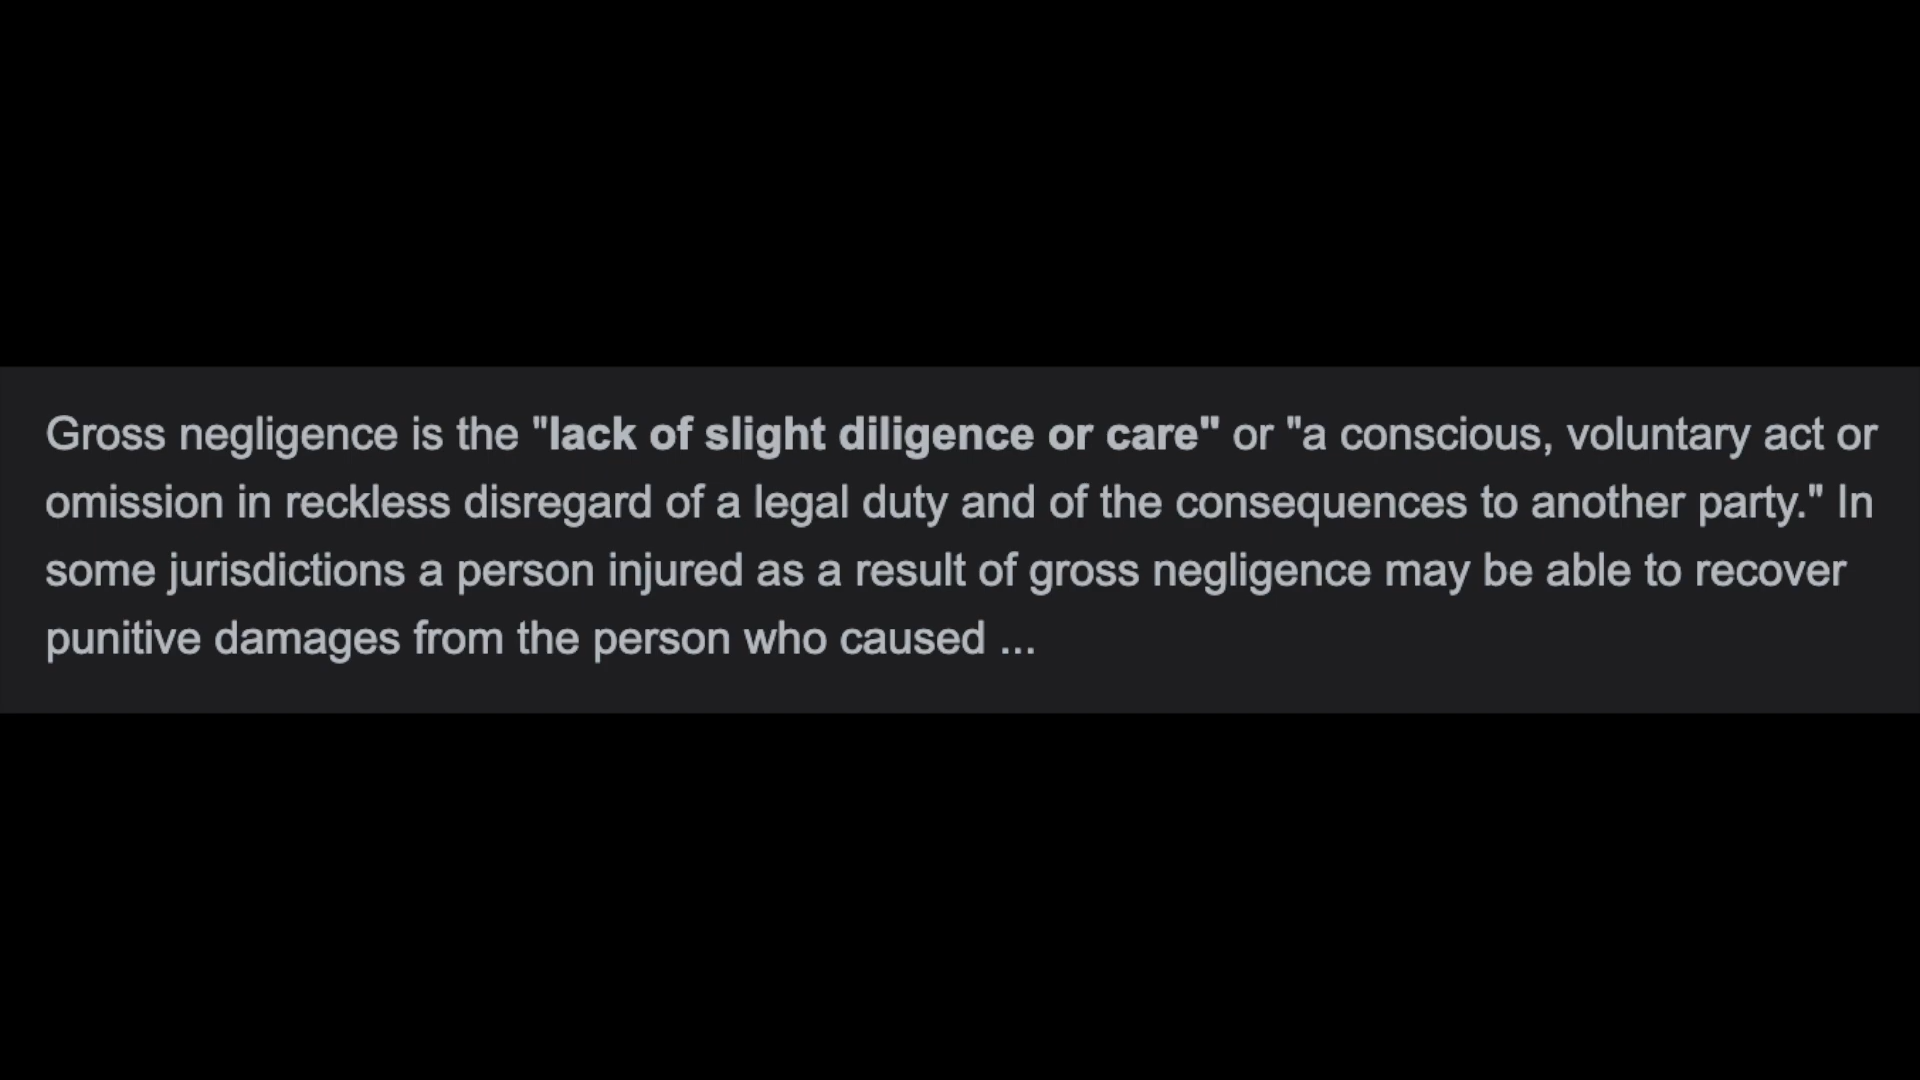 Gross negligence is the "lack of slight diligence or care" or "a conscious, voluntary act or
omission in reckless disregard of a legal duty and of the consequences to another party." In
some jurisdictions a person injured as a result of gross negligence may be able to recover
punitive damages from the person who caused ...